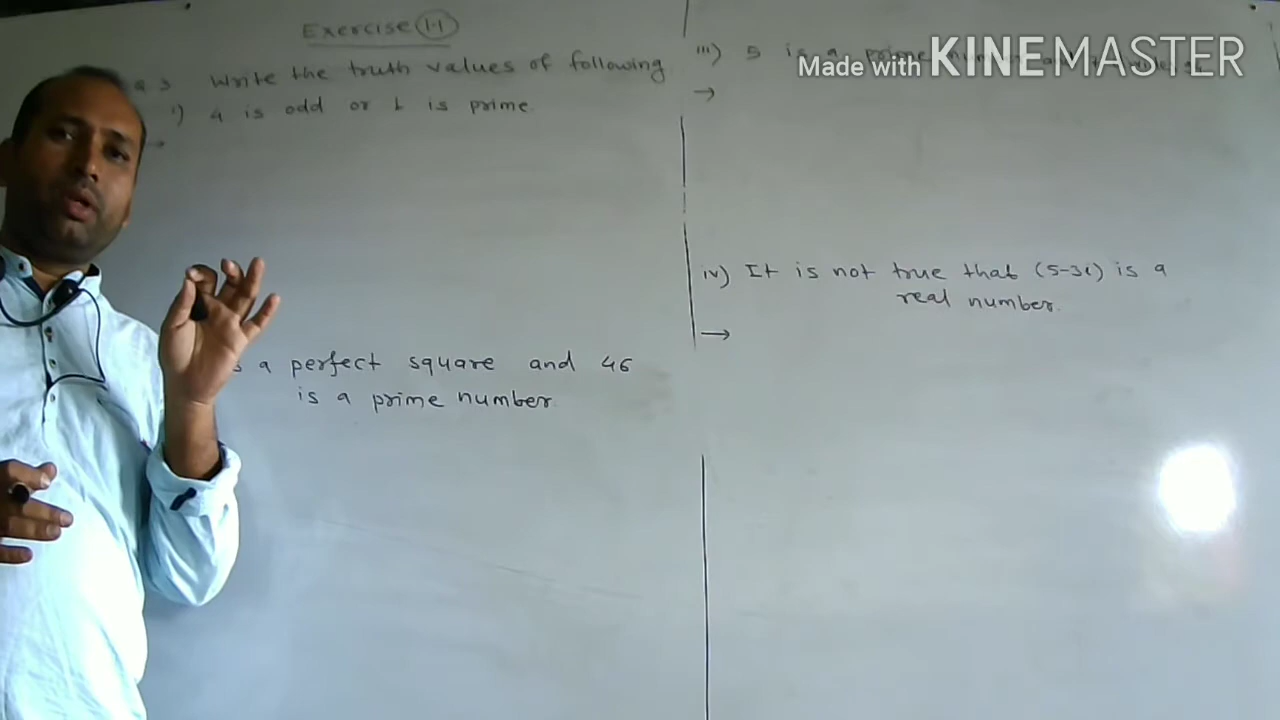 Exercise 1.1
Q 3 Write the truth values of following
i) 4 is odd or 1 is prime
→
a perfect square and 46
is a prime number.
iii) 5 is a prime
→
iv) It is not true that (5-3i) is a
real number.
→
Made with KINEMASTER